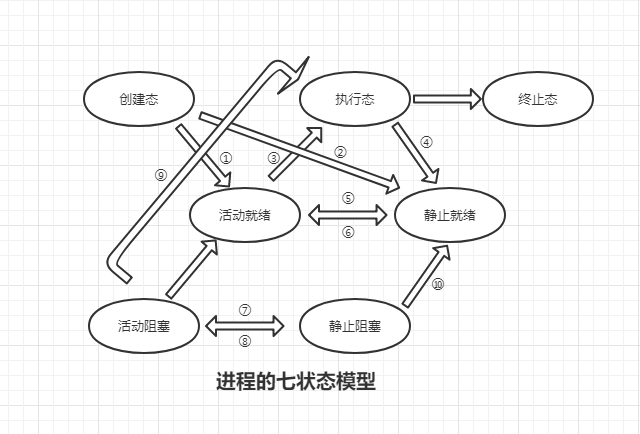 创建态
执行态
终止态
④
②
①
③
⑨
⑤
活动就绪
静止就绪
⑥
⑩
⑦
活动阻塞
静止阻塞
⑧
进程的七状态模型